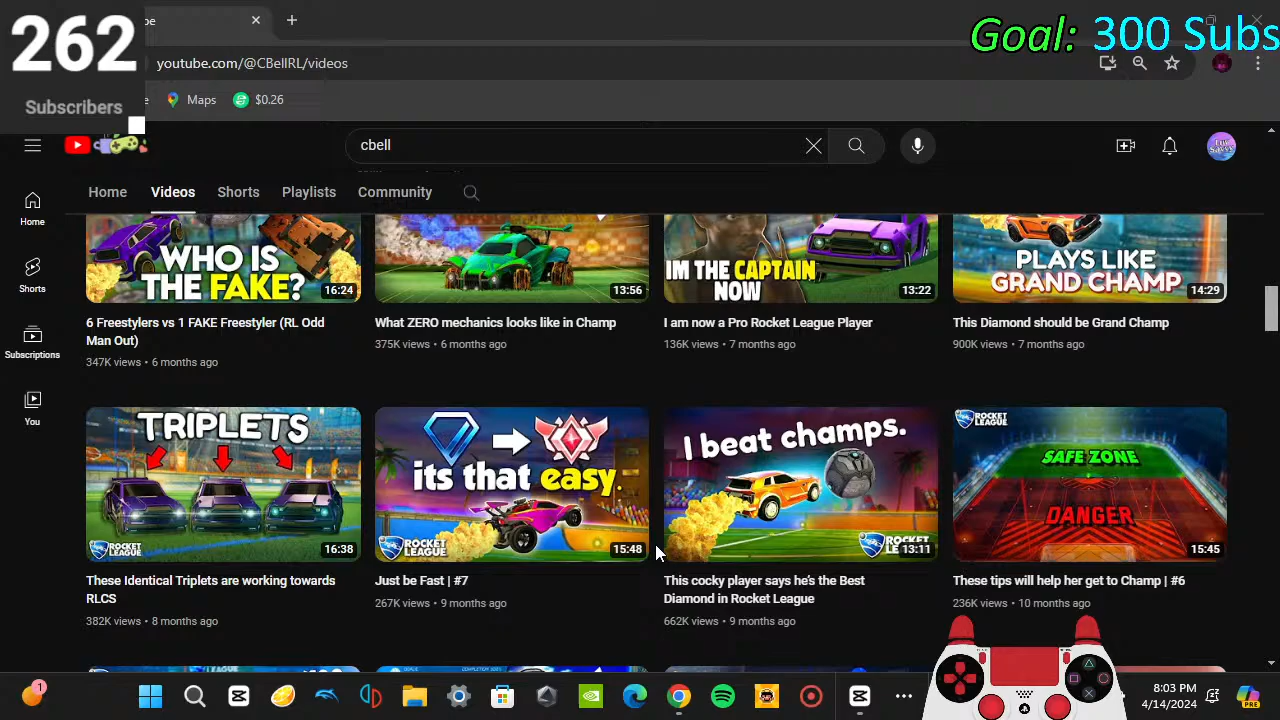 262
Subscribers
Goal: 300 Subs
youtube.com/@CBellRL/videos
Maps
$0.26
cbell
Home
Videos
Shorts
Playlists
Community
Home
Shorts
Subscriptions
You
WHO IS
THE FAKE?
16:24
13:56
IM THE CAPTAIN
NOW
13:22
PLAYS LIKE
GRAND CHAMP
14:29
6 Freestylers vs 1 FAKE Freestyler (RL Odd
Man Out)
347K views • 6 months ago
What ZERO mechanics looks like in Champ
375K views • 6 months ago
I am now a Pro Rocket League Player
136K views • 7 months ago
This Diamond should be Grand Champ
900K views • 7 months ago
TRIPLETS
ROCKET
LEAGUE
16:38
its that easy.
ROCKET
LEAGUE
15:48
I beat champs.
ROCKET
13:11
ROCKET
LEAGUE
SAFE ZONE
DANGER
15:45
These Identical Triplets are working towards
RLCS
382K views • 8 months ago
Just be Fast | #7
267K views • 9 months ago
This cocky player says he's the Best
Diamond in Rocket League
662K views • 9 months ago
These tips will help her get to Champ | #6
236K views • 10 months ago
1
8:03 PM
4/14/2024
PRE